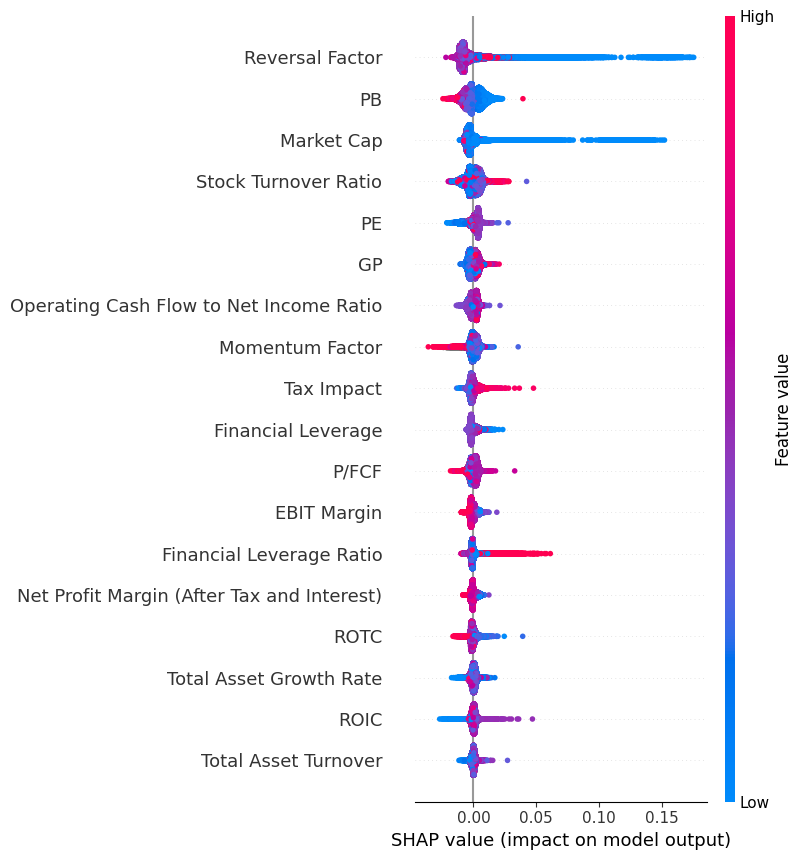 High
Reversal Factor
PB
Market Cap
Stock Turnover Ratio
PE
GP
Operating Cash Flow to Net Income Ratio
Momentum Factor
Tax Impact
Financial Leverage
P/FCF
EBIT Margin
Financial Leverage Ratio
Net Profit Margin (After Tax and Interest)
ROTC
Total Asset Growth Rate
ROIC
Total Asset Turnover
Feature value
Low
0.00 0.05 0.10 0.15
SHAP value (impact on model output)